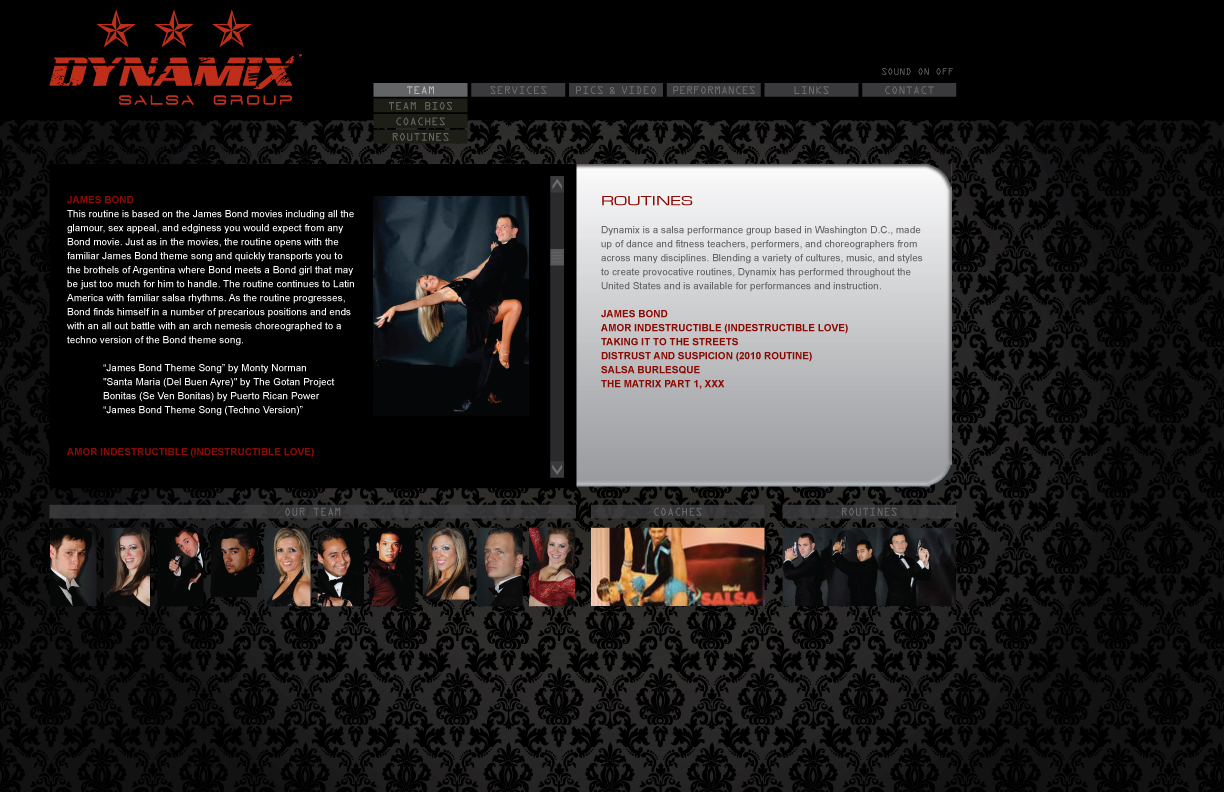 DYNAMIX
SALSA GROUP
SOUND ON OFF
TEAM
SERVICES
PICS & VIDEO
PERFORMANCES
LINKS
CONTACT
TEAM BIOS
COACHES
ROUTINES
JAMES BOND
This routine is based on the James Bond movies including all the
glamour, sex appeal, and edginess you would expect from any
Bond movie. Just as in the movies, the routine opens with the
familiar James Bond theme song and quickly transports you to
the brothels of Argentina where Bond meets a Bond girl that may
be just too much for him to handle. The routine continues to Latin
America with familiar salsa rhythms. As the routine progresses,
Bond finds himself in a number of precarious positions and ends
with an all out battle with an arch nemesis choreographed to a
techno version of the Bond theme song.
“James Bond Theme Song” by Monty Norman
"Santa Maria (Del Buen Ayre)" by The Gotan Project
Bonitas (Se Ven Bonitas) by Puerto Rican Power
“James Bond Theme Song (Techno Version)”
AMOR INDESTRUCTIBLE (INDESTRUCTIBLE LOVE)
ROUTINES
Dynamix is a salsa performance group based in Washington D.C., made
up of dance and fitness teachers, performers, and choreographers from
across many disciplines. Blending a variety of cultures, music, and styles
to create provocative routines, Dynamix has performed throughout the
United States and is available for performances and instruction.
JAMES BOND
AMOR INDESTRUCTIBLE (INDESTRUCTIBLE LOVE)
TAKING IT TO THE STREETS
DISTRUST AND SUSPICION (2010 ROUTINE)
SALSA BURLESQUE
THE MATRIX PART 1, XXX
OUR TEAM
COACHES
ROUTINES
World
SALSA